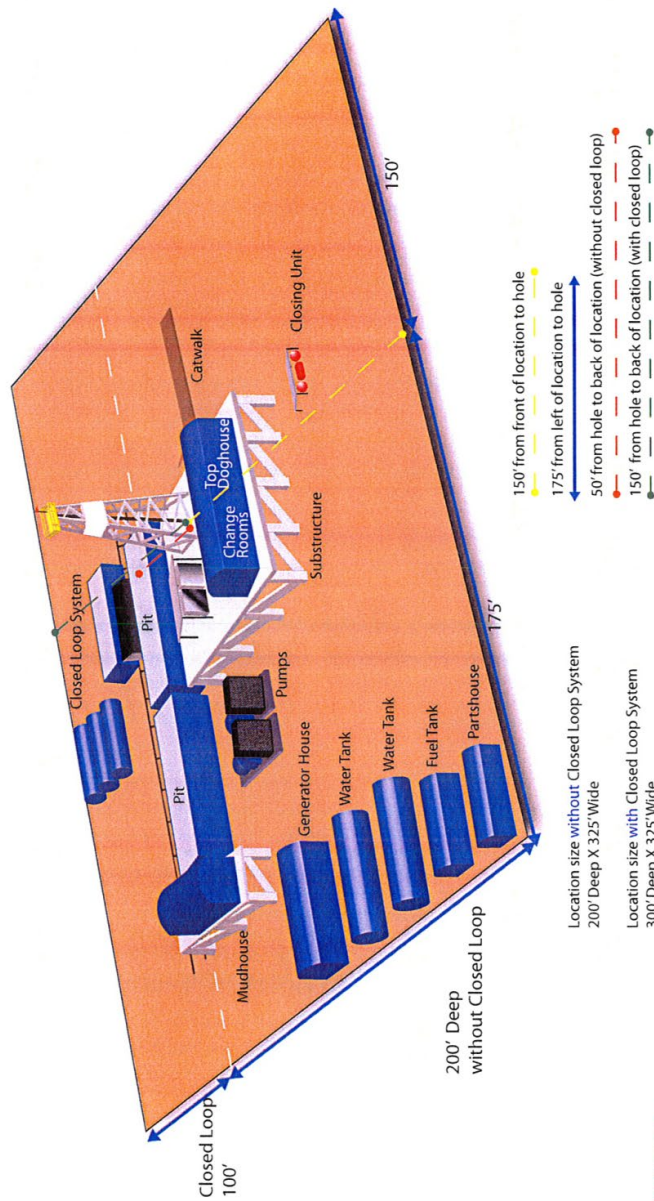 Closed Loop
100'
200' Deep
without Closed Loop
175'
150'
Closed Loop System
Pit
Pit
Mudhouse
Pumps
Generator House
Water Tank
Water Tank
Fuel Tank
Partshouse
Change
Rooms
Top
Doghouse
Substructure
Catwalk
Closing Unit
Location size without Closed Loop System
200' Deep X 325' Wide
Location size with Closed Loop System
300' Deep X 325' Wide
150' from front of location to hole
175' from left of location to hole
50' from hole to back of location (without closed loop)
150' from hole to back of location (with closed loop)